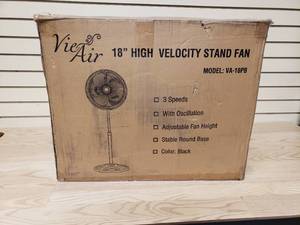 Vie Air
18" HIGH VELOCITY STAND FAN
MODEL: VA-18PB
3 Speeds
With Oscillation
Adjustable Fan Height
Stable Round Base
Color: Black